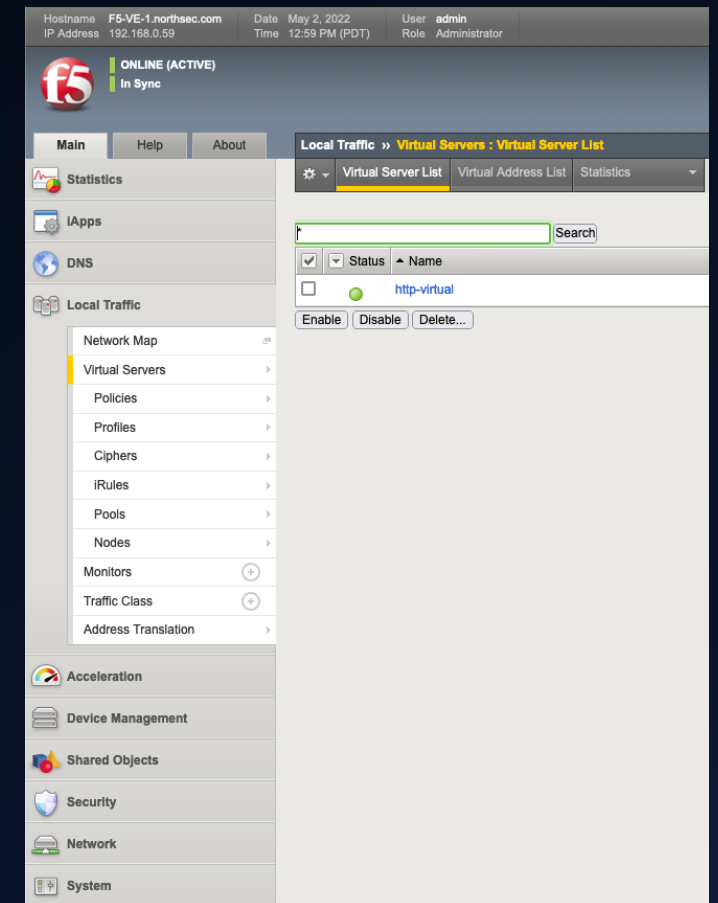 Hostname F5-VE-1.northsec.com Date May 2, 2022 User admin
IP Address 192.168.0.59 Time 12:59 PM (PDT) Role Administrator
f5
ONLINE (ACTIVE)
In Sync
Main Help About
Local Traffic ›› Virtual Servers : Virtual Server List
Virtual Server List Virtual Address List Statistics
Statistics
iApps
DNS
Local Traffic
Network Map
Virtual Servers
Policies
Profiles
Ciphers
iRules
Pools
Nodes
Monitors
Traffic Class
Address Translation
Acceleration
Device Management
Shared Objects
Security
Network
System
* Search
Status Name
http-virtual
Enable Disable Delete...